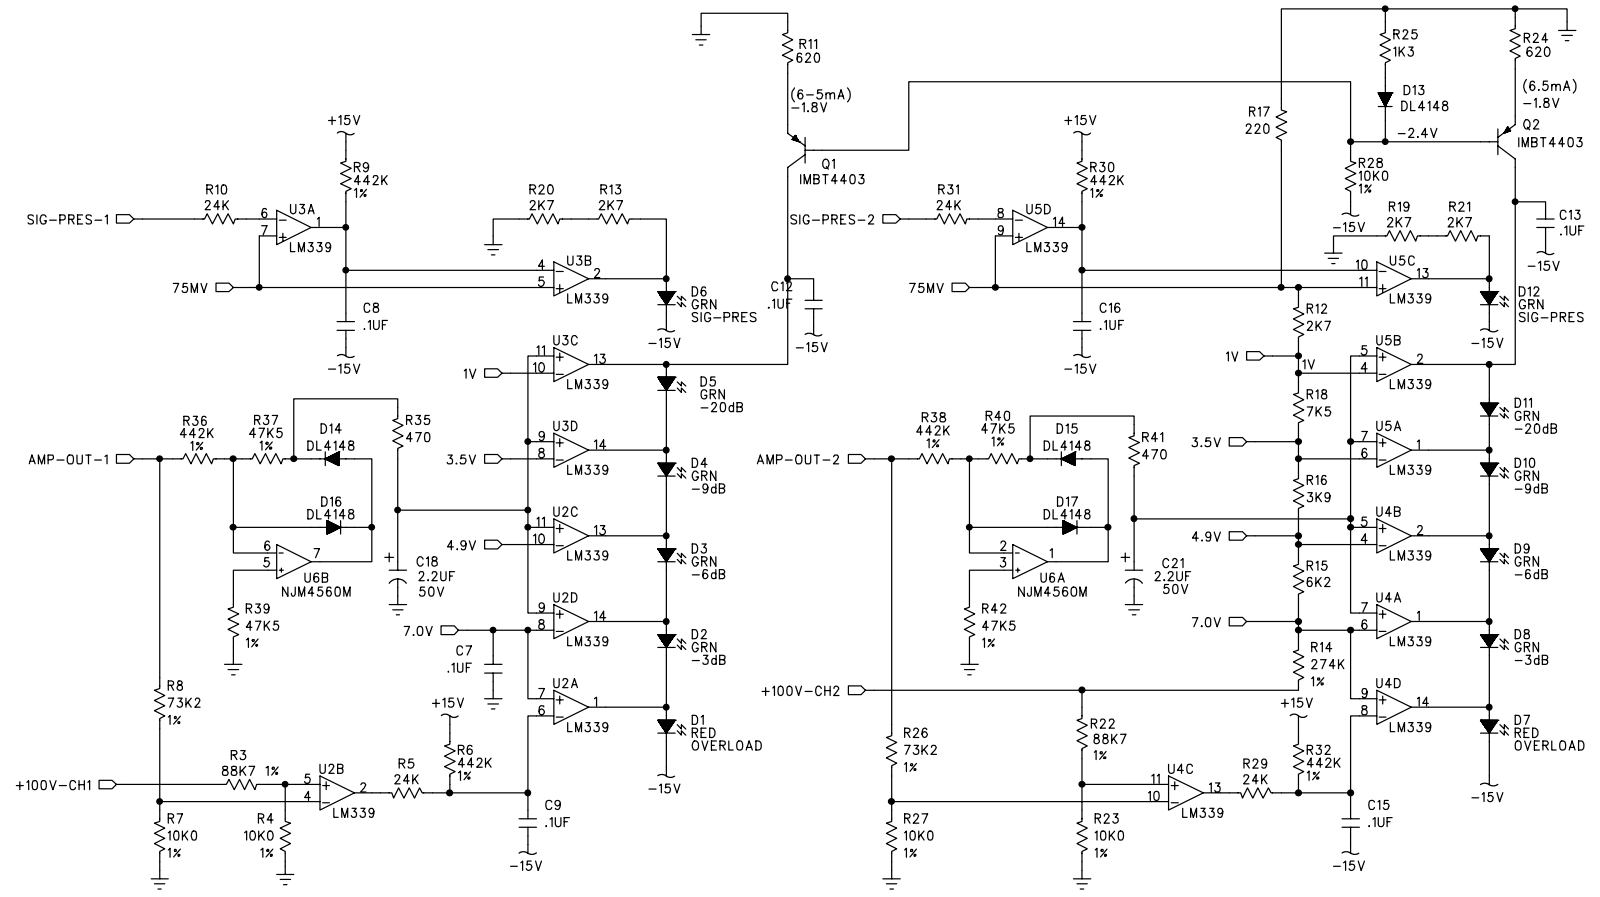 R11
620
(6-5mA)
-1.8V
Q1
IMBT4403
R25
1K3
R24
620
(6.5mA)
-1.8V
D13
DL4148
Q2
IMBT4403
R17
220
-2.4V
R28
10K0
1%
-15V
C13
.1UF
-15V
+15V
R9
442K
1%
R10
24K
SIG-PRES-1
6
7
U3A
1
LM339
R20
2K7
R13
2K7
U3B
4
5
2
LM339
75MV
C8
.1UF
-15V
D6
GRN
SIG-PRES
-15V
C12
.1UF
-15V
+15V
R30
442K
1%
R31
24K
SIG-PRES-2
8
9
U5D
14
LM339
75MV
C16
.1UF
-15V
R19
2K7
R21
2K7
U5C
10
11
13
LM339
D12
GRN
SIG-PRES
-15V
R12
2K7
1V
1V
R18
7K5
3.5V
R16
3K9
4.9V
R15
6K2
7.0V
R14
274K
1%
U3C
11
10
13
LM339
1V
D5
GRN
-20dB
U3D
9
8
14
LM339
3.5V
D4
GRN
-9dB
U2C
11
10
13
LM339
4.9V
D3
GRN
-6dB
U2D
9
8
14
LM339
7.0V
C7
.1UF
D2
GRN
-3dB
U2A
7
6
1
LM339
D1
RED
OVERLOAD
-15V
AMP-OUT-1
R36
442K
1%
R37
47K5
1%
D14
DL4148
D16
DL4148
R35
470
6
5
7
U6B
NJM4560M
R39
47K5
1%
+
C18
2.2UF
50V
R8
73K2
1%
+100V-CH1
R3
88K7 1%
U2B
5
4
2
LM339
R7
10K0
1%
R4
10K0
1%
R5
24K
+15V
R6
442K
1%
C9
.1UF
-15V
AMP-OUT-2
R38
442K
1%
R40
47K5
1%
D15
DL4148
D17
DL4148
R41
470
2
3
1
U6A
NJM4560M
R42
47K5
1%
+
C21
2.2UF
50V
U5B
5
4
2
LM339
D11
GRN
-20dB
U5A
7
6
1
LM339
D10
GRN
-9dB
U4B
5
4
2
LM339
D9
GRN
-6dB
U4A
7
6
1
LM339
D8
GRN
-3dB
U4D
9
8
14
LM339
D7
RED
OVERLOAD
-15V
+100V-CH2
R26
73K2
1%
R27
10K0
1%
R22
88K7
1%
R23
10K0
1%
U4C
11
10
13
LM339
R29
24K
+15V
R32
442K
1%
C15
.1UF
-15V